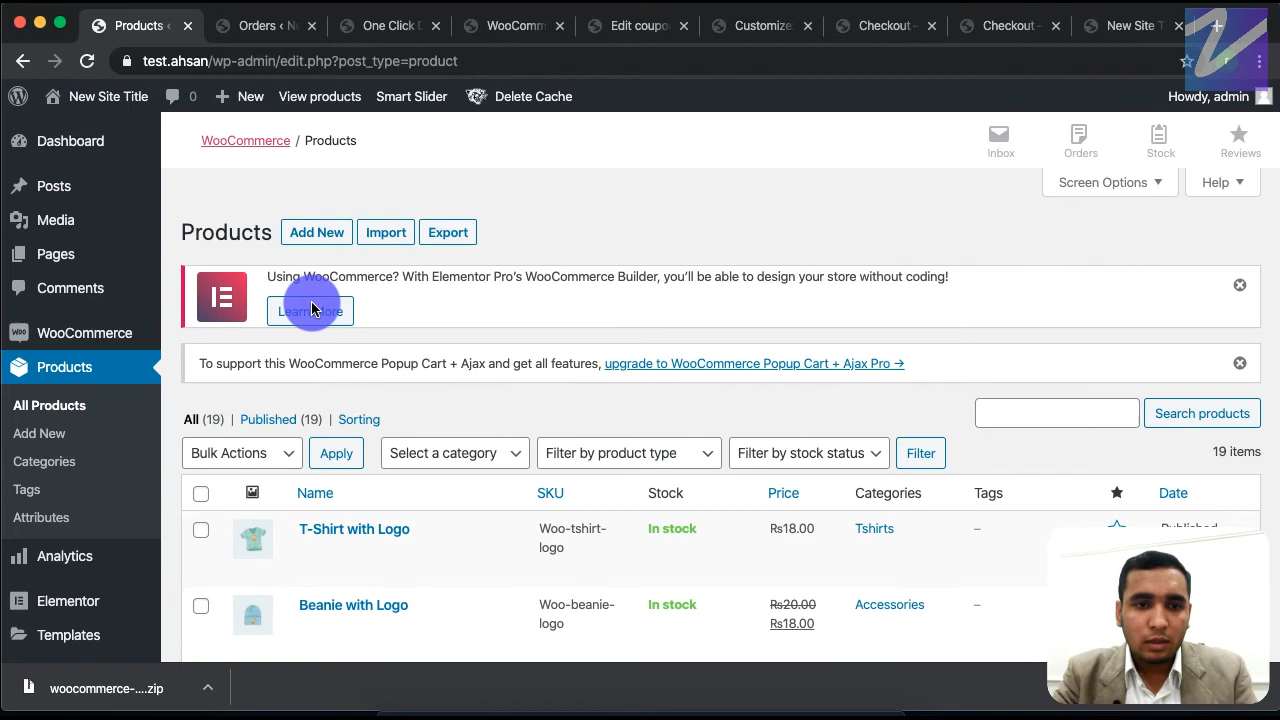 Products ‹
Orders ‹ N
One Click D
WooComm
Edit coupo
Customize
Checkout –
Checkout –
New Site T
test.ahsan/wp-admin/edit.php?post_type=product
New Site Title
0
New
View products
Smart Slider
Delete Cache
Howdy, admin
Dashboard
Posts
Media
Pages
Comments
WooCommerce
Products
All Products
Add New
Categories
Tags
Attributes
Analytics
Elementor
Templates
WooCommerce / Products
Inbox
Orders
Stock
Reviews
Screen Options
Help
Products
Add New
Import
Export
Using WooCommerce? With Elementor Pro's WooCommerce Builder, you'll be able to design your store without coding!
Learn More
To support this WooCommerce Popup Cart + Ajax and get all features, upgrade to WooCommerce Popup Cart + Ajax Pro →
All (19) | Published (19) | Sorting
Search products
Bulk Actions
Apply
Select a category
Filter by product type
Filter by stock status
Filter
19 items
Name
SKU
Stock
Price
Categories
Tags
Date
T-Shirt with Logo
Woo-tshirt-
logo
In stock
₨18.00
Tshirts
–
Published
Beanie with Logo
Woo-beanie-
logo
In stock
₨20.00
₨18.00
Accessories
–
woocommerce-....zip